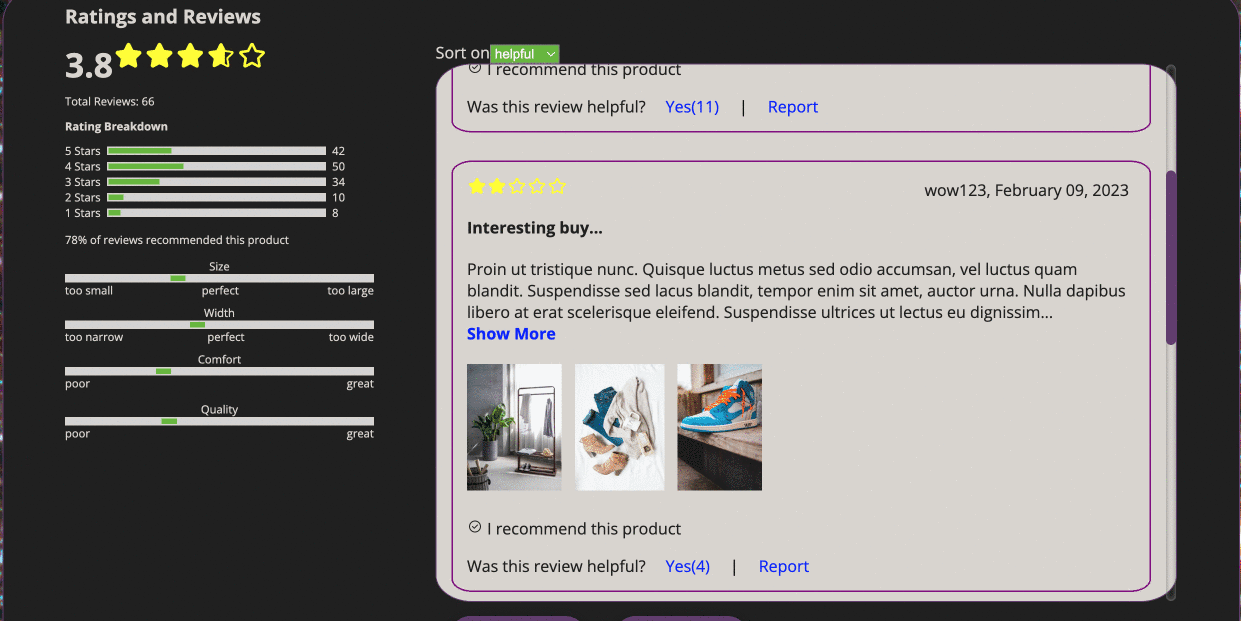 Ratings and Reviews
3.8
Total Reviews: 66
Rating Breakdown
5 Stars 42
4 Stars 50
3 Stars 34
2 Stars 10
1 Stars 8
78% of reviews recommended this product
Size
too small perfect too large
Width
too narrow perfect too wide
Comfort
poor great
Quality
poor great
Sort on helpful
I recommend this product
Was this review helpful? Yes(11) | Report
wow123, February 09, 2023
Interesting buy...
Proin ut tristique nunc. Quisque luctus metus sed odio accumsan, vel luctus quam
blandit. Suspendisse sed lacus blandit, tempor enim sit amet, auctor urna. Nulla dapibus
libero at erat scelerisque eleifend. Suspendisse ultrices ut lectus eu dignissim...
Show More
I recommend this product
Was this review helpful? Yes(4) | Report